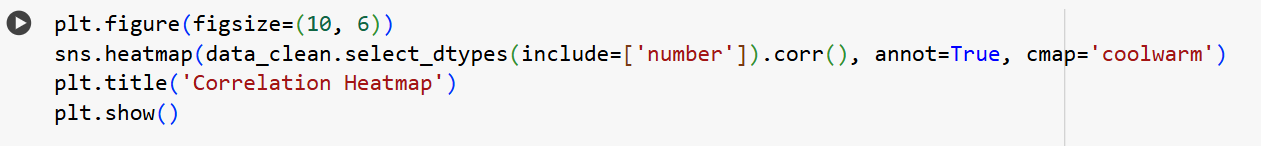 plt.figure(figsize=(10, 6))
sns.heatmap(data_clean.select_dtypes(include=['number']).corr(), annot=True, cmap='coolwarm')
plt.title('Correlation Heatmap')
plt.show()